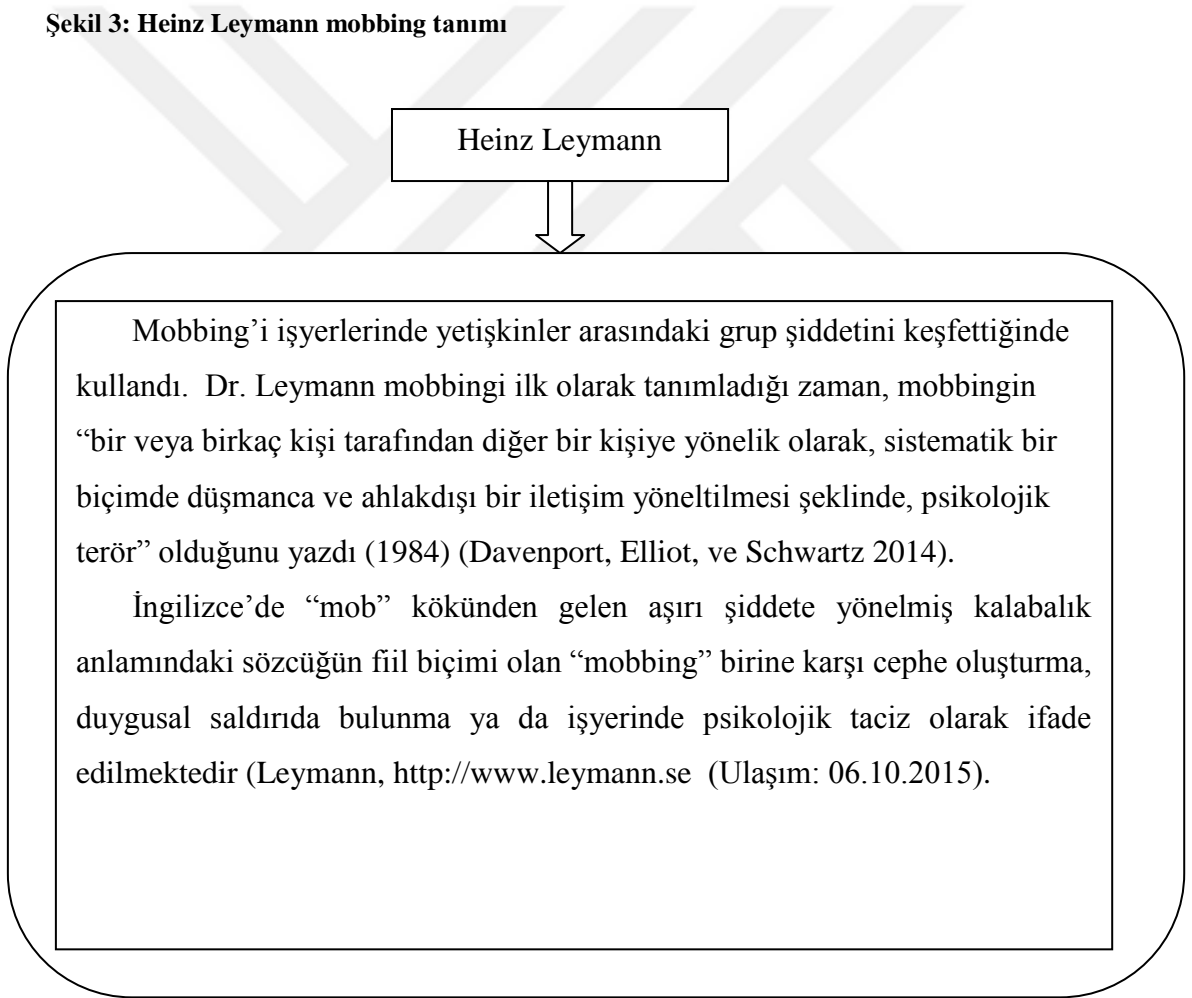 Şekil 3: Heinz Leymann mobbing tanımı
Heinz Leymann
Mobbing’i işyerlerinde yetişkinler arasındaki grup şiddetini keşfettiğinde
kullandı.  Dr. Leymann mobbingi ilk olarak tanımladığı zaman, mobbingin
“bir veya birkaç kişi tarafından diğer bir kişiye yönelik olarak, sistematik bir
biçimde düşmanca ve ahlakdışı bir iletişim yöneltilmesi şeklinde, psikolojik
terör” olduğunu yazdı (1984) (Davenport, Elliot, ve Schwartz 2014).
İngilizce’de “mob” kökünden gelen aşırı şiddete yönelmiş kalabalık
anlamındaki sözcüğün fiil biçimi olan “mobbing” birine karşı cephe oluşturma,
duygusal saldırıda bulunma ya da işyerinde psikolojik taciz olarak ifade
edilmektedir (Leymann, http://www.leymann.se  (Ulaşım: 06.10.2015).